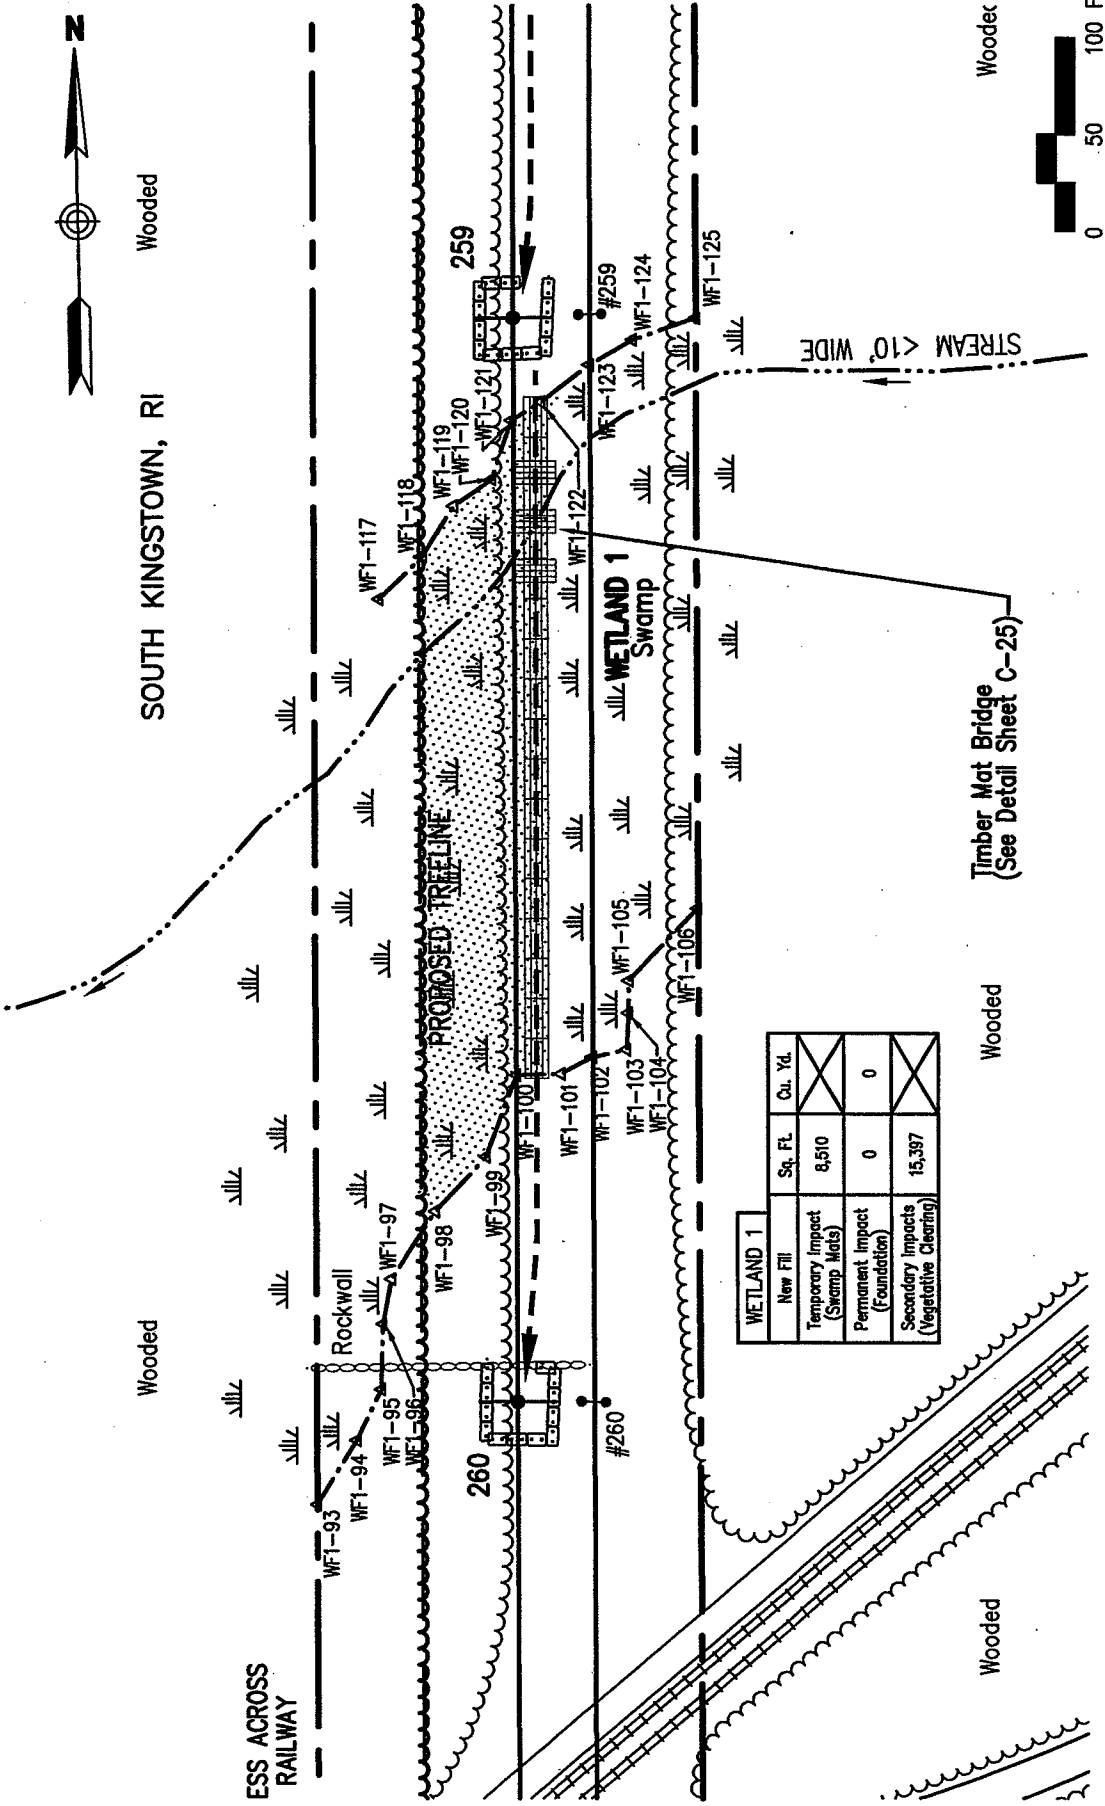 N
SOUTH KINGSTOWN, RI
Wooded
Wooded
ESS ACROSS
RAILWAY
WF1-93
WF1-94
WF1-95
WF1-96
Rockwall
WF1-97
WF1-98
WF1-99
PROPOSED TREELINE
WF1-117
WF1-118
WF1-119
WF1-120
WF1-121
259
260
WF1-100
WF1-101
WF1-102
WF1-103
WF1-104
WF1-105
WF1-106
WETLAND 1
Swamp
WF1-122
WF1-123
WF1-124
WF1-125
#259
#260
STREAM <10' WIDE
Timber Mat Bridge
(See Detail Sheet C-25)
WETLAND 1
New Fill Sq. Ft. Cu. Yd.
Temporary Impact
(Swamp Mats) 8,510
Permanent Impact
(Foundation) 0 0
Secondary Impacts
(Vegetative Clearing) 15,397
Wooded
Wooded
Wooded
0 50 100 F